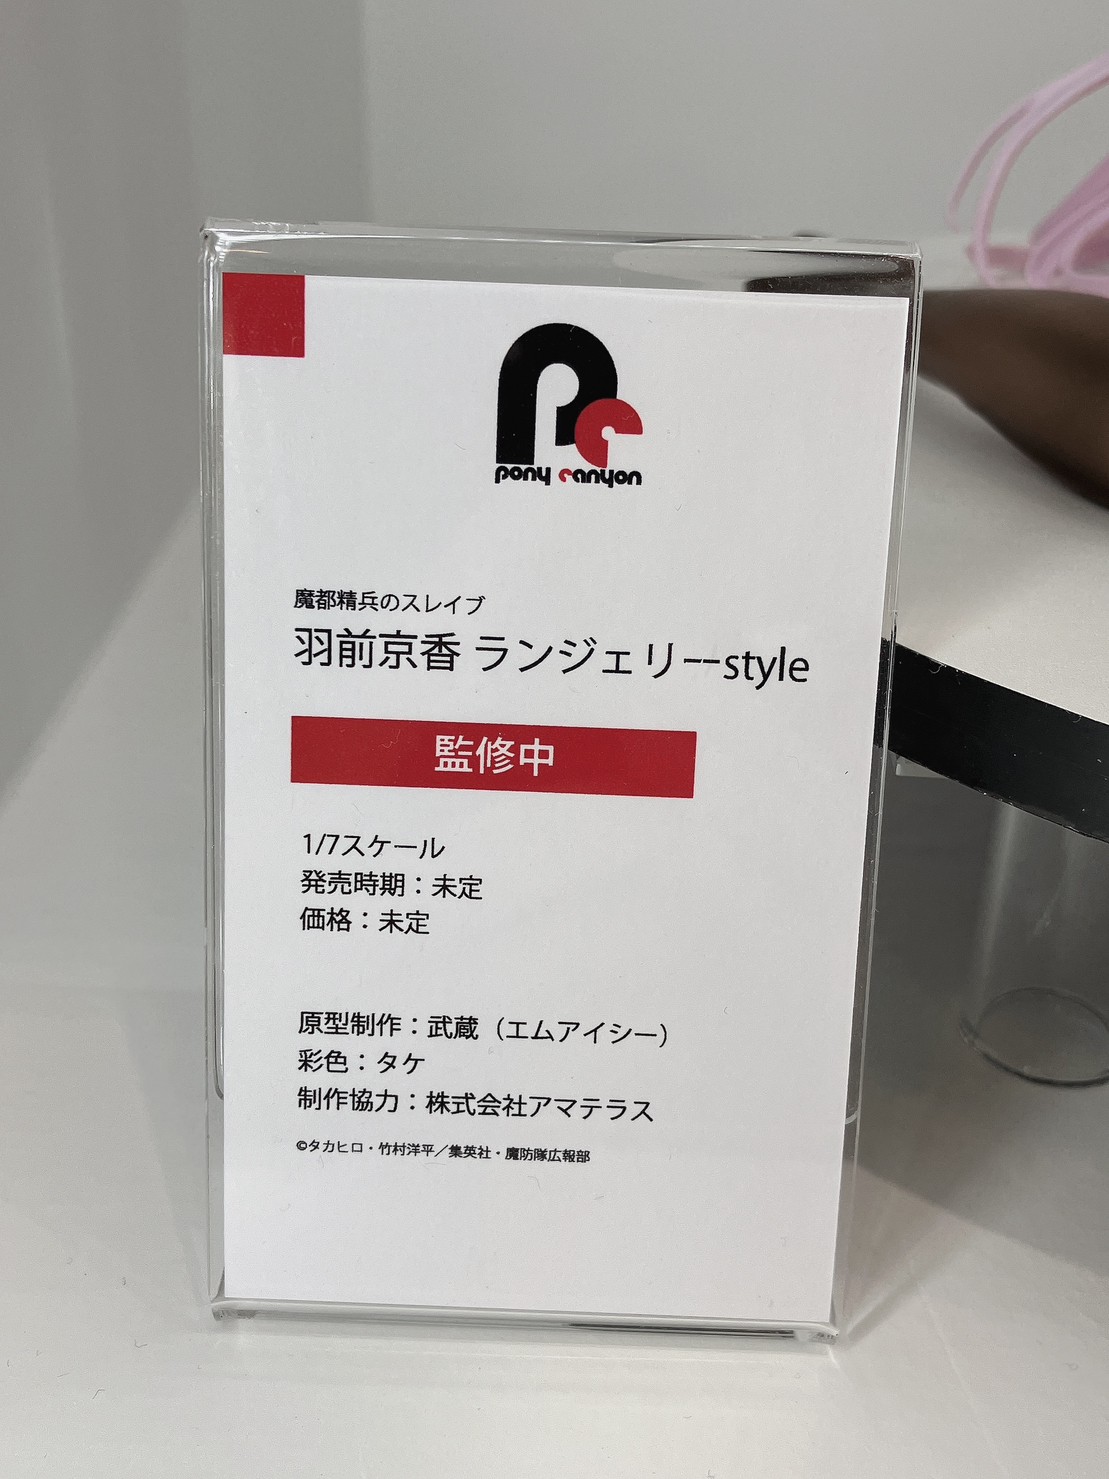 pony canyon
魔都精兵のスレイブ
羽前京香 ランジェリーーstyle
監修中
1/7スケール
発売時期：未定
価格：未定
原型制作：武蔵（エムアイシー）
彩色：タケ
制作協力：株式会社アマテラス
©タカヒロ・竹村洋平／集英社・魔防隊広報部